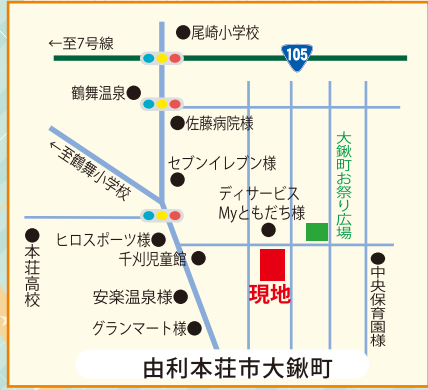 尾崎小学校
←至7号線
105
鶴舞温泉
佐藤病院様
←至鶴舞小学校
セブンイレブン様
大鍬町お祭り広場
ディサービス
Myともだち様
ヒロスポーツ様
本荘高校
千刈児童館
中央保育園様
現地
安楽温泉様
グランマート様
由利本荘市大鍬町